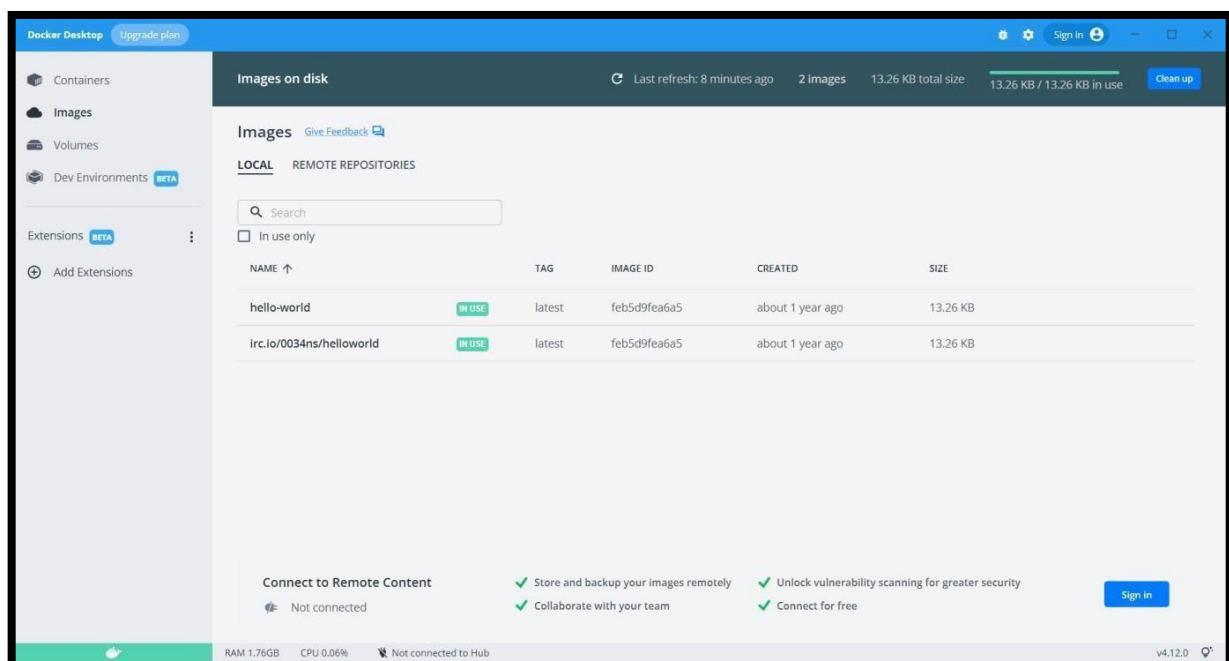 Docker Desktop Upgrade plan Sign in
Containers
Images
Volumes
Dev Environments BETA
Extensions BETA
Add Extensions
Images on disk Last refresh: 8 minutes ago 2 images 13.26 KB total size 13.26 KB / 13.26 KB in use Clean up
Images Give Feedback
LOCAL REMOTE REPOSITORIES
Search
In use only
NAME TAG IMAGE ID CREATED SIZE
hello-world IN USE latest feb5d9fea6a5 about 1 year ago 13.26 KB
irc.io/0034ns/helloworld IN USE latest feb5d9fea6a5 about 1 year ago 13.26 KB
Connect to Remote Content
Not connected
Store and backup your images remotely
Collaborate with your team
Unlock vulnerability scanning for greater security
Connect for free
Sign in
RAM 1.76GB CPU 0.06% Not connected to Hub v4.12.0